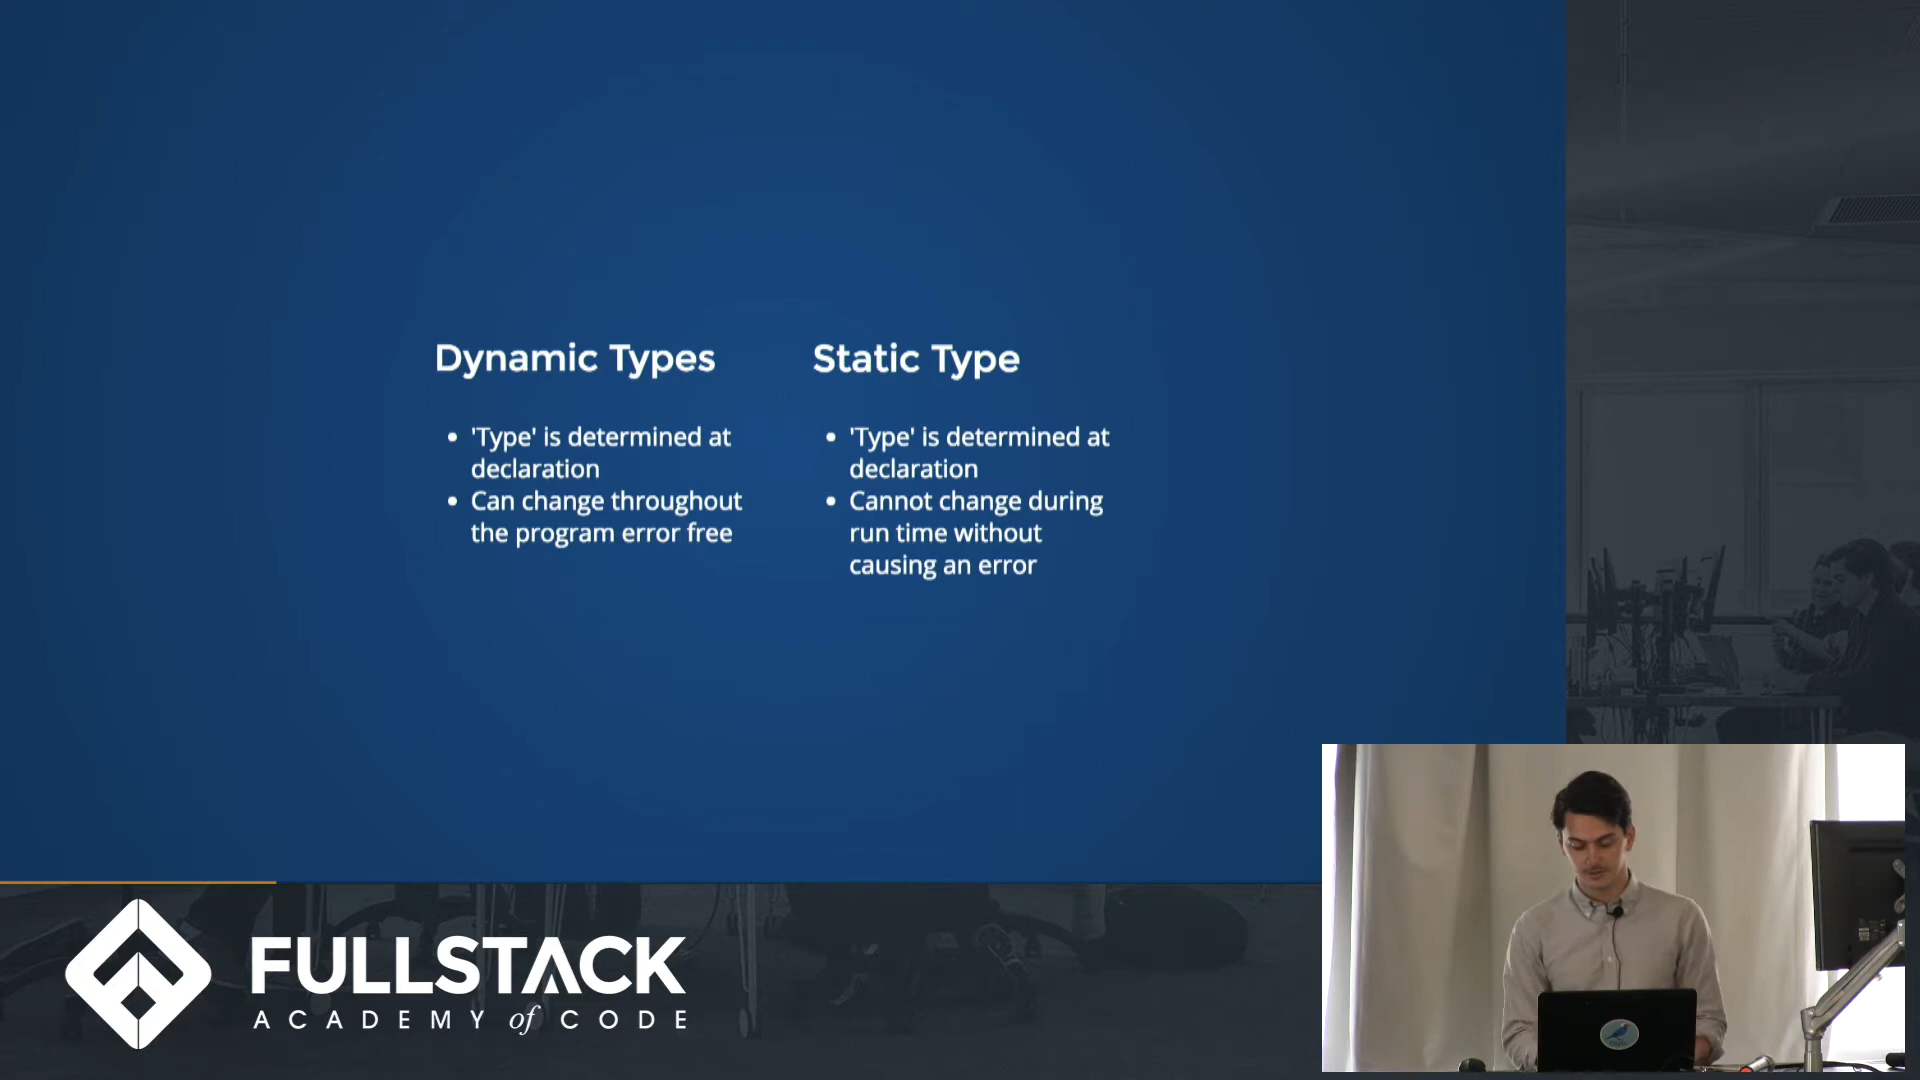 Dynamic Types
• 'Type' is determined at
declaration
• Can change throughout
the program error free
Static Type
• 'Type' is determined at
declaration
• Cannot change during
run time without
causing an error
FULLSTACK
ACADEMY of CODE